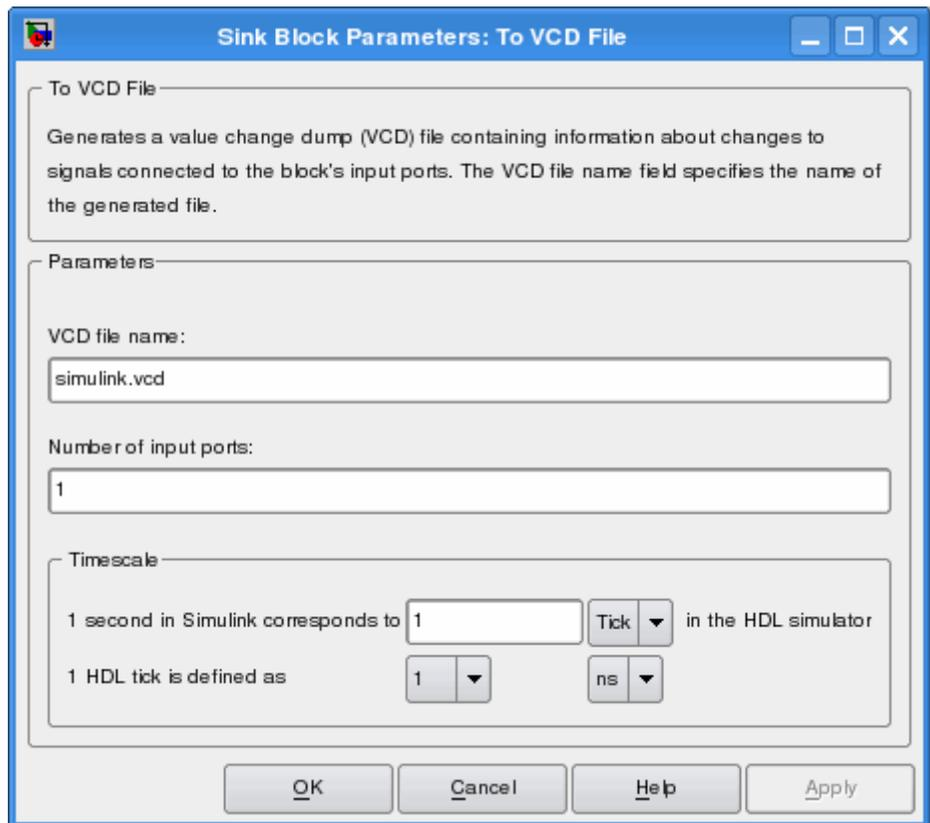 Sink Block Parameters: To VCD File
To VCD File
Generates a value change dump (VCD) file containing information about changes to
signals connected to the block's input ports. The VCD file name field specifies the name of
the generated file.
Parameters
VCD file name:
simulink.vcd
Number of input ports:
1
Timescale
1 second in Simulink corresponds to 1 Tick in the HDL simulator
1 HDL tick is defined as 1 ns
OK Cancel Help Apply